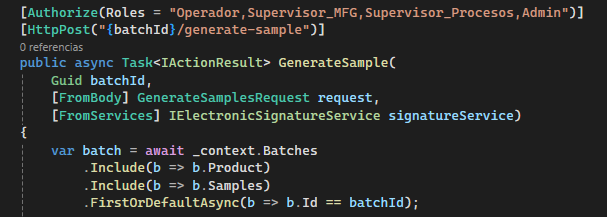 [Authorize(Roles = "Operador,Supervisor_MFG,Supervisor_Procesos,Admin")]
[HttpPost("{batchId}/generate-sample")]
0 referencias
public async Task<IActionResult> GenerateSample(
    Guid batchId,
    [FromBody] GenerateSamplesRequest request,
    [FromServices] IElectronicSignatureService signatureService)
{
    var batch = await _context.Batches
        .Include(b => b.Product)
        .Include(b => b.Samples)
        .FirstOrDefaultAsync(b => b.Id == batchId);